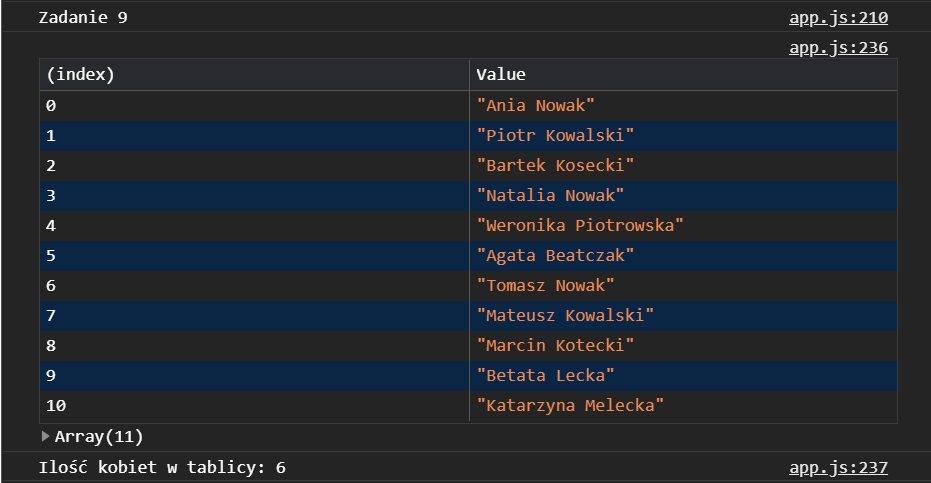 Zadanie 9 app.js:210
app.js:236
(index) Value
0 "Ania Nowak"
1 "Piotr Kowalski"
2 "Bartek Kosecki"
3 "Natalia Nowak"
4 "Weronika Piotrowska"
5 "Agata Beatczak"
6 "Tomasz Nowak"
7 "Mateusz Kowalski"
8 "Marcin Kotecki"
9 "Betata Lecka"
10 "Katarzyna Melecka"
Array(11)
Ilość kobiet w tablicy: 6 app.js:237